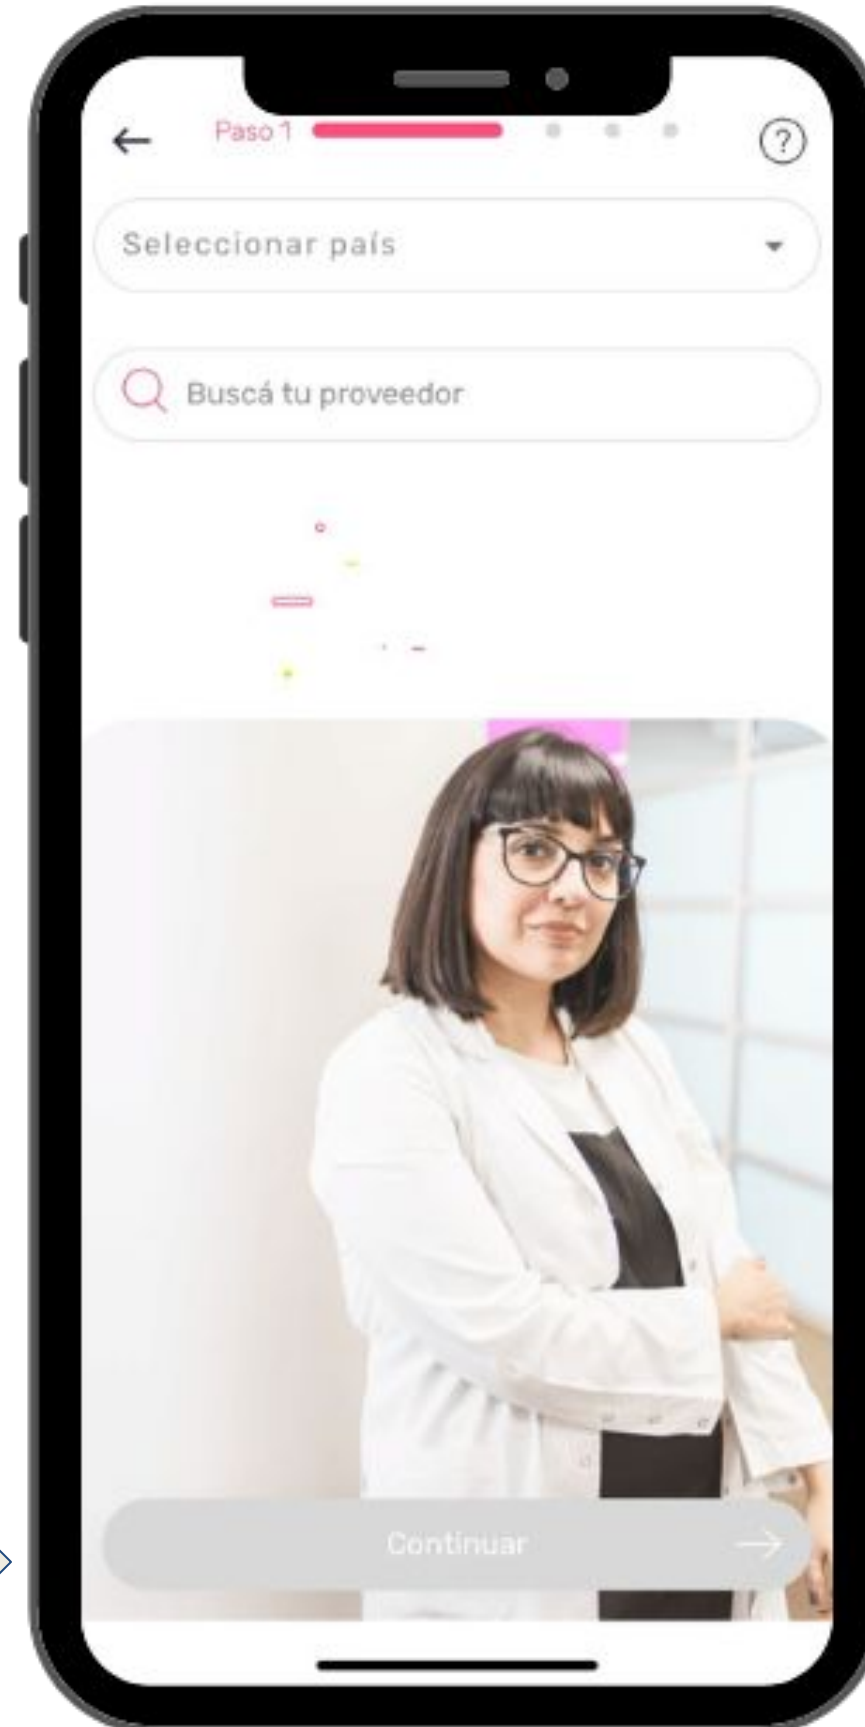 Paso 1
?
Seleccionar país
Buscá tu proveedor
Continuar